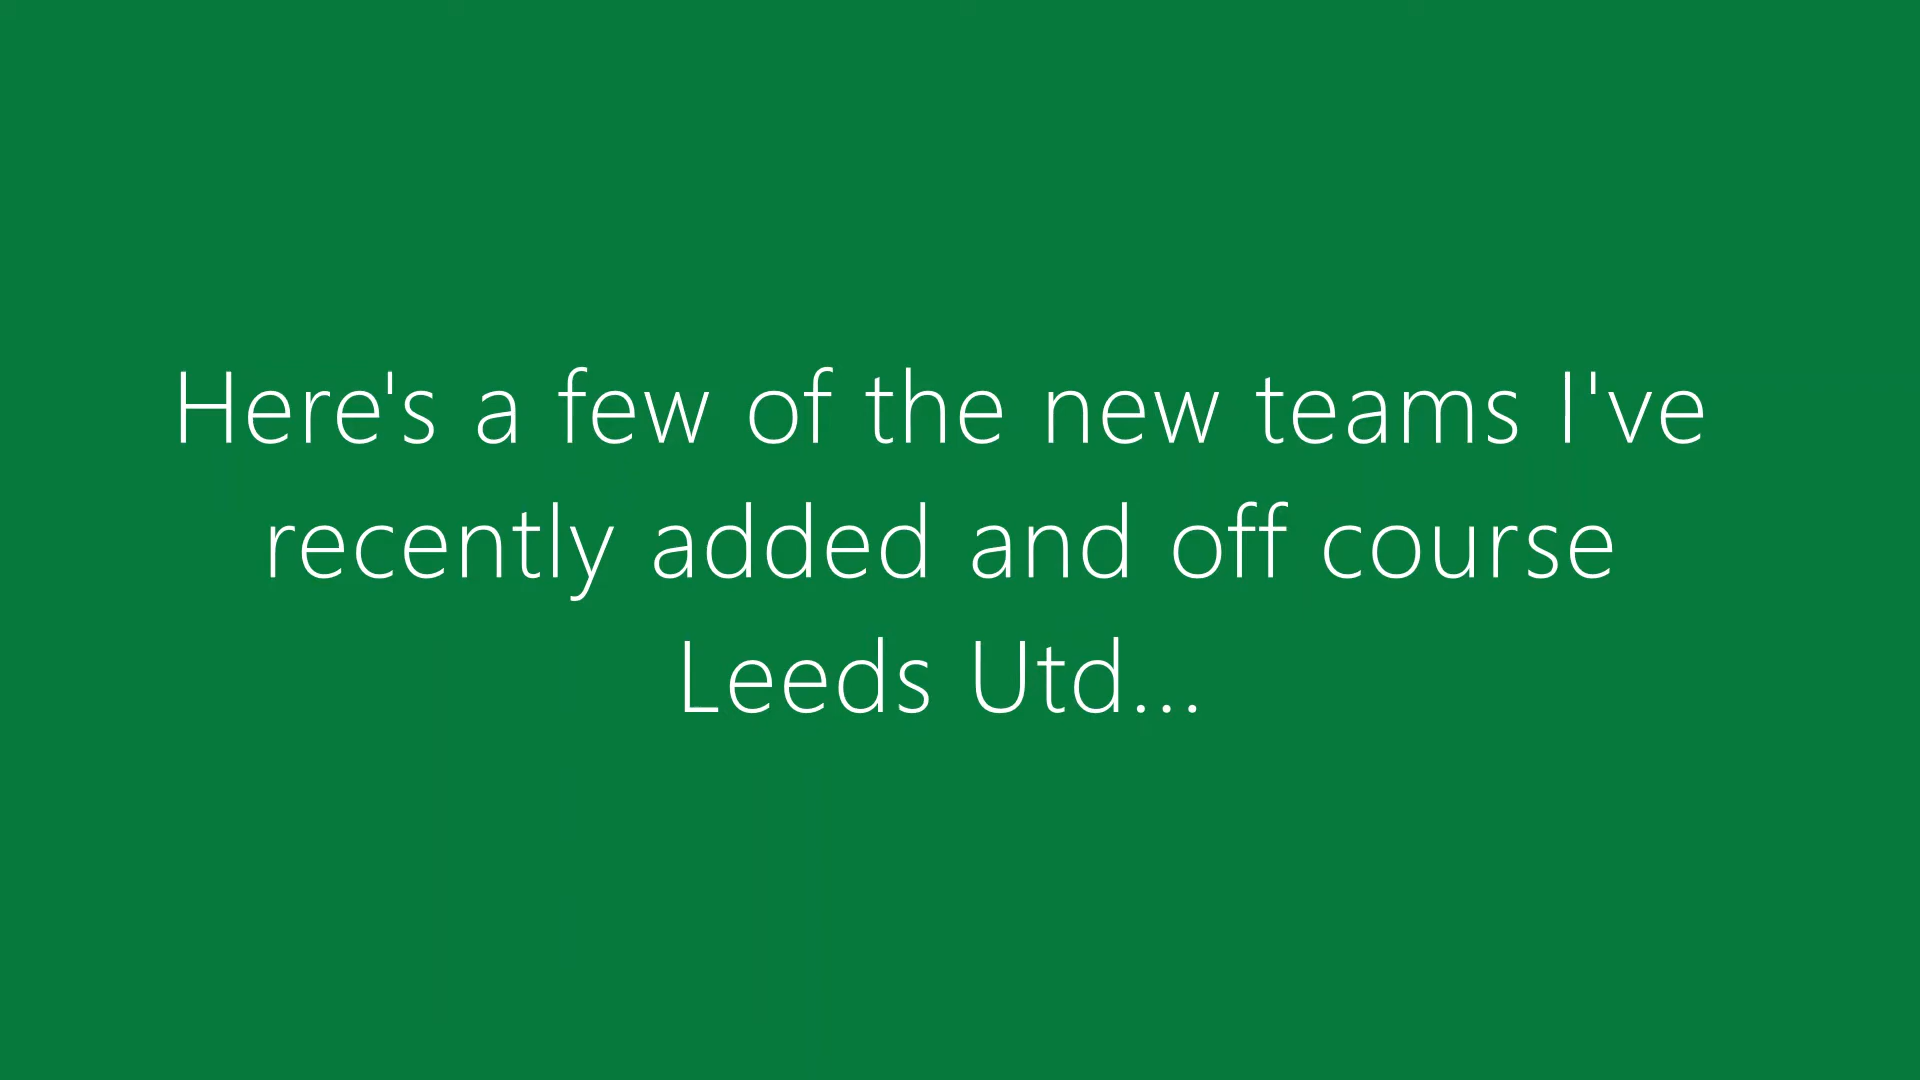 Here's a few of the new teams I've
recently added and off course
Leeds Utd...